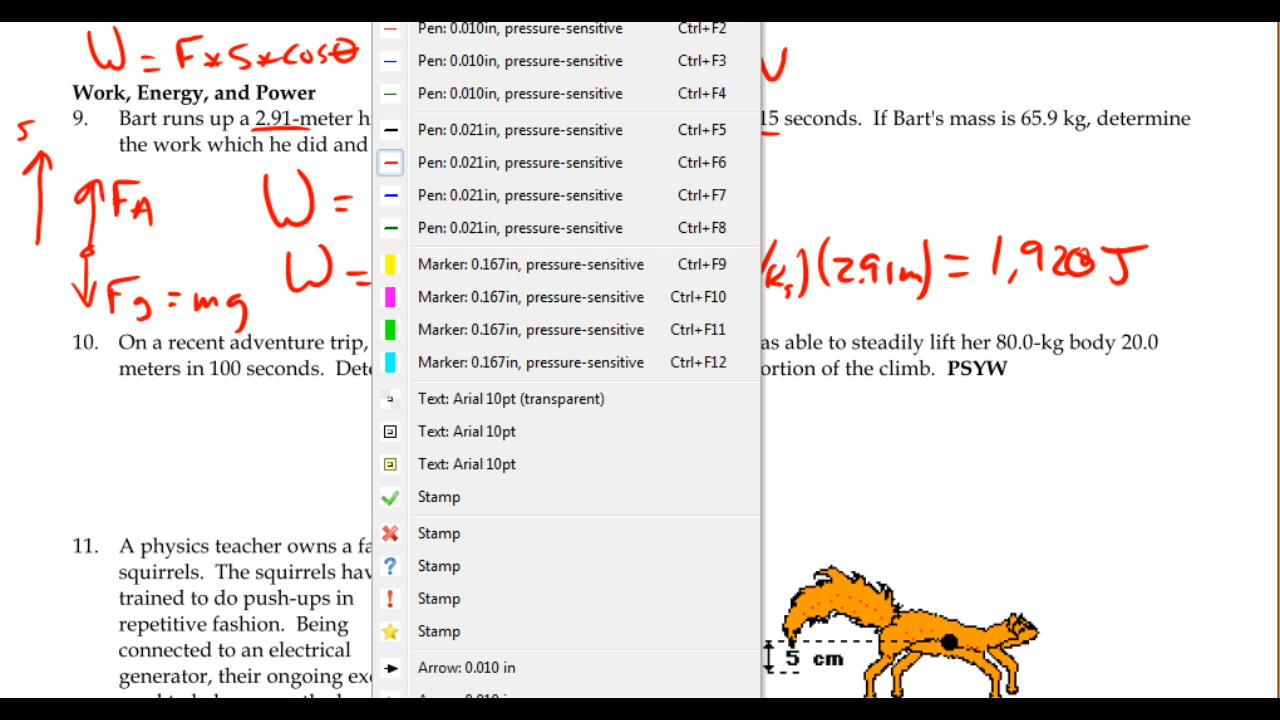 W = F*S*cosθ
Work, Energy, and Power
9. Bart runs up a 2.91-meter h 15 seconds. If Bart's mass is 65.9 kg, determine
the work which he did and
S
FA
W =
Fg = mg
W = /kg)(2.91m) = 1,920 J
10. On a recent adventure trip, as able to steadily lift her 80.0-kg body 20.0
meters in 100 seconds. Dete ortion of the climb. PSYW
11. A physics teacher owns a fa
squirrels. The squirrels hav
trained to do push-ups in
repetitive fashion. Being
connected to an electrical
generator, their ongoing exe
5 cm
Pen: 0.010in, pressure-sensitive Ctrl+F2
Pen: 0.010in, pressure-sensitive Ctrl+F3
Pen: 0.010in, pressure-sensitive Ctrl+F4
Pen: 0.021in, pressure-sensitive Ctrl+F5
Pen: 0.021in, pressure-sensitive Ctrl+F6
Pen: 0.021in, pressure-sensitive Ctrl+F7
Pen: 0.021in, pressure-sensitive Ctrl+F8
Marker: 0.167in, pressure-sensitive Ctrl+F9
Marker: 0.167in, pressure-sensitive Ctrl+F10
Marker: 0.167in, pressure-sensitive Ctrl+F11
Marker: 0.167in, pressure-sensitive Ctrl+F12
Text: Arial 10pt (transparent)
Text: Arial 10pt
Text: Arial 10pt
Stamp
Stamp
Stamp
Stamp
Stamp
Arrow: 0.010 in